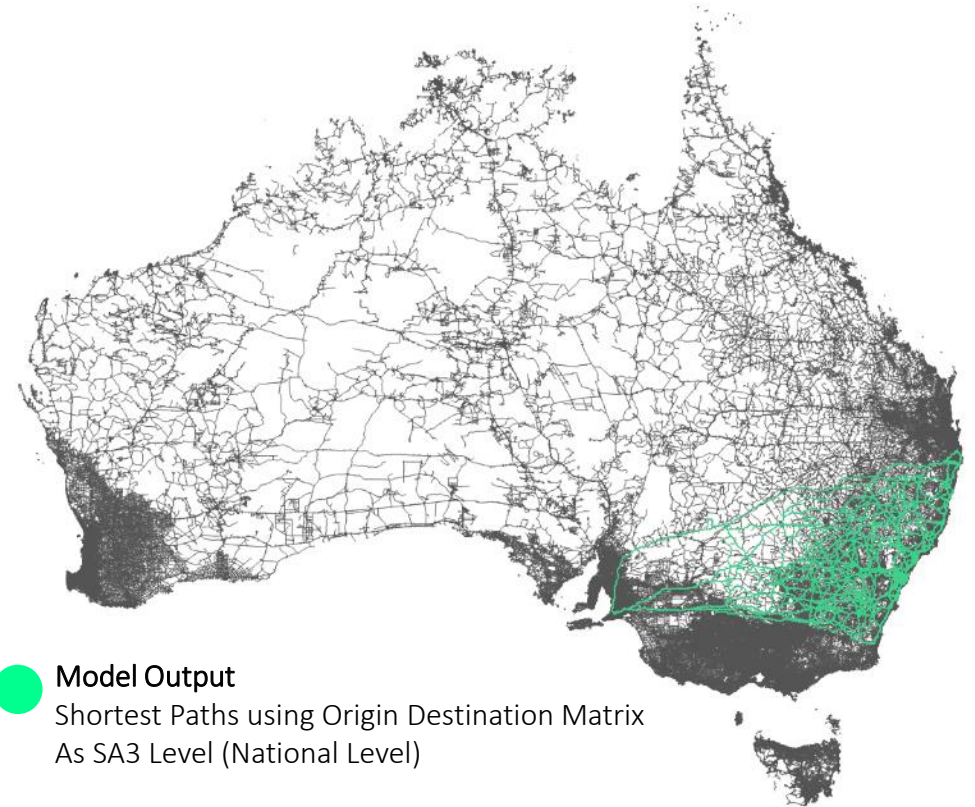 Model Output
Shortest Paths using Origin Destination Matrix
As SA3 Level (National Level)